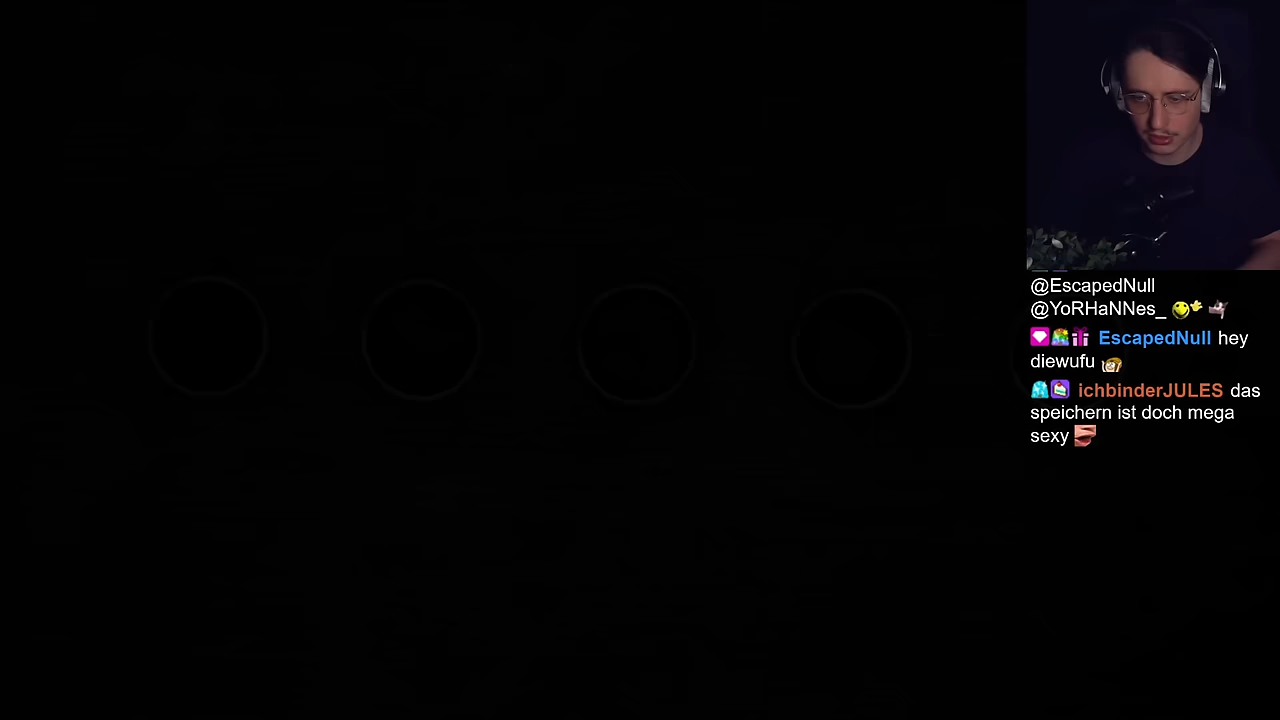 @EscapedNull
@YoRHaNNes_
EscapedNull hey
diewufu
ichbinderJULES das
speichern ist doch mega
sexy